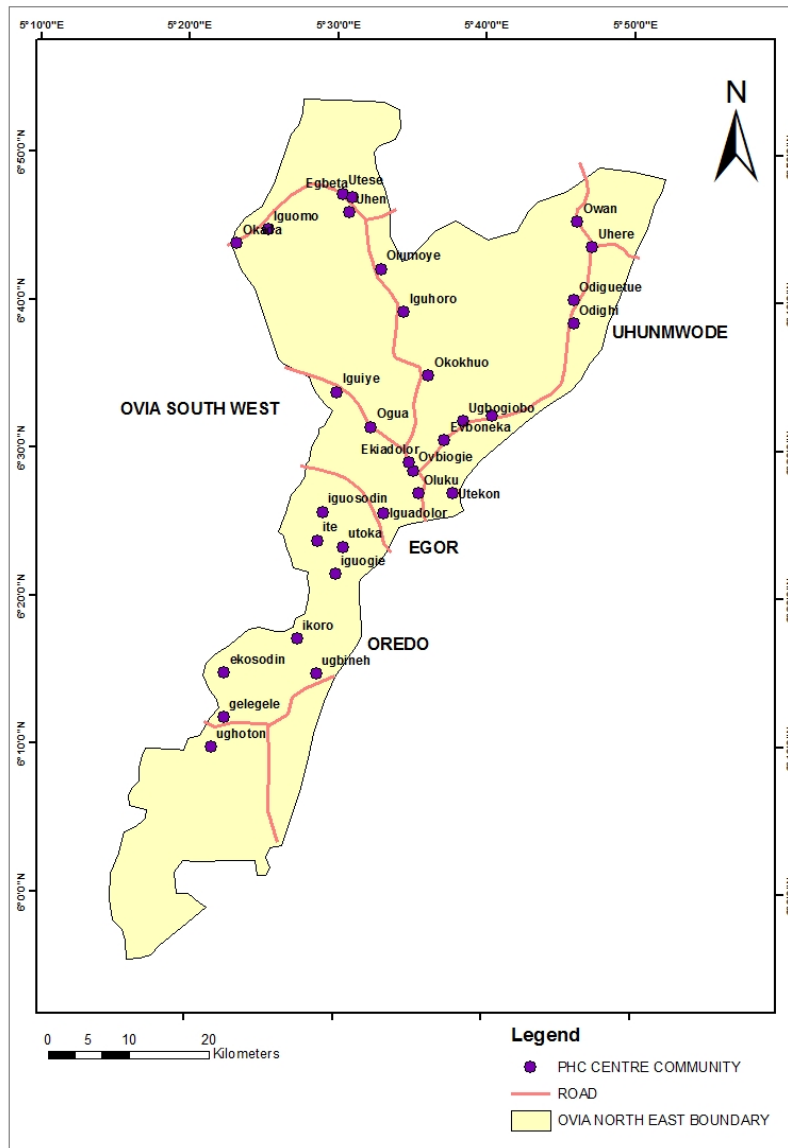 5°10'0"E
5°20'0"E
5°30'0"E
5°40'0"E
5°50'0"E
N
6°50'0"N
6°40'0"N
6°30'0"N
6°20'0"N
6°10'0"N
6°0'0"N
Egbeta
Utese
Uhen
Iguomo
Okada
Owan
Uhere
Olumoye
Iguhoro
Odiguetue
Odighi
UHUNMWODE
Okokhuo
Iguiye
OVIA SOUTH WEST
Ogua
Ugbogiobo
Evboneka
Ekiadolor
Ovbiogie
Oluku
Utekon
iguosodin
Iguadolor
ite
utoka
EGOR
iguogie
ikoro
OREDO
ekosodin
ugbineh
gelegele
ughoton
0 5 10 20
Kilometers
Legend
PHC CENTRE COMMUNITY
ROAD
OVIA NORTH EAST BOUNDARY